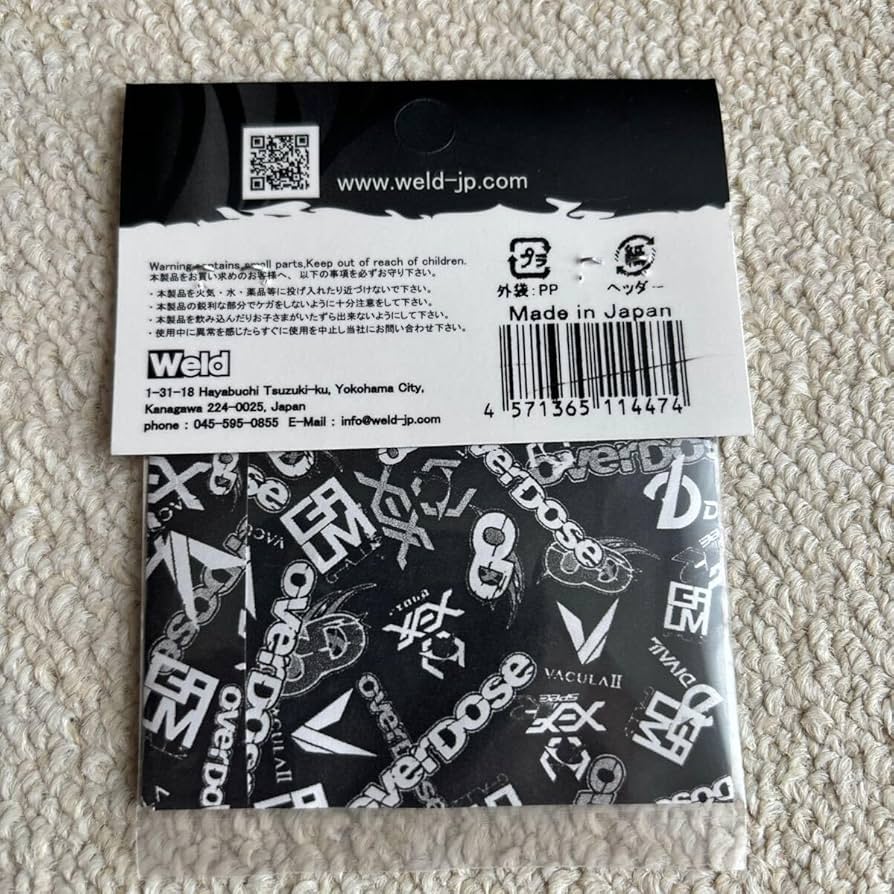 www.weld-jp.com
Warning contains small parts,Keep out of reach of children.
本製品をお買い求めのお客様へ、以下の事項を必ずお守り下さい。
・本製品を火気・水・薬品等に投げ入れたり近づけないで下さい。
・本製品の鋭利な部分でケガをしないように十分注意をして下さい。
・本製品を飲み込んだりお子さまがいたずら出来ないようにして下さい。
・使用中に異常を感じたらすぐに使用を中止し当社にお問い合わせ下さい。
Weld
1-31-18 Hayabuchi Tsuzuki-ku, Yokohama City,
Kanagawa 224-0025, Japan
phone : 045-595-0855 E-Mail : info@weld-jp.com
プラ
紙
外袋:PP
ヘッダー
Made in Japan
4 571365 114474
OverDose
OverDose
VACULA
OD
OverDose
VACULA II
DIVALL
OverDose
OverDose
VACULA II
SPEC
OverDose